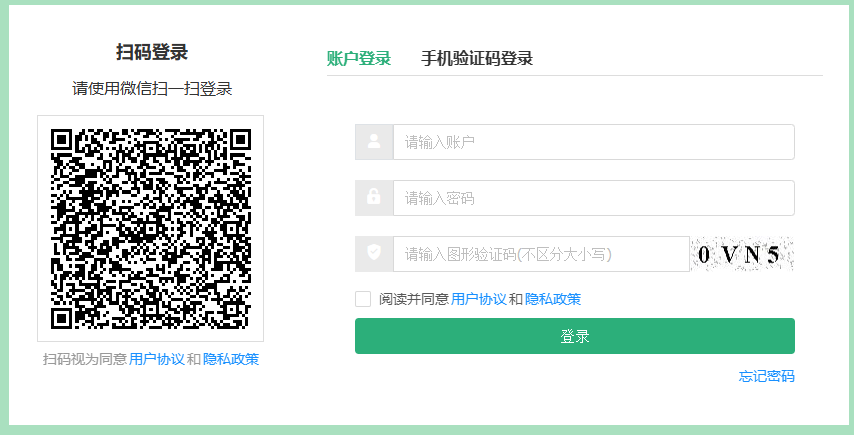 扫码登录
请使用微信扫一扫登录
扫码视为同意用户协议和隐私政策
账户登录 手机验证码登录
请输入账户
请输入密码
请输入图形验证码(不区分大小写)
0 V N 5
阅读并同意用户协议和隐私政策
登录
忘记密码